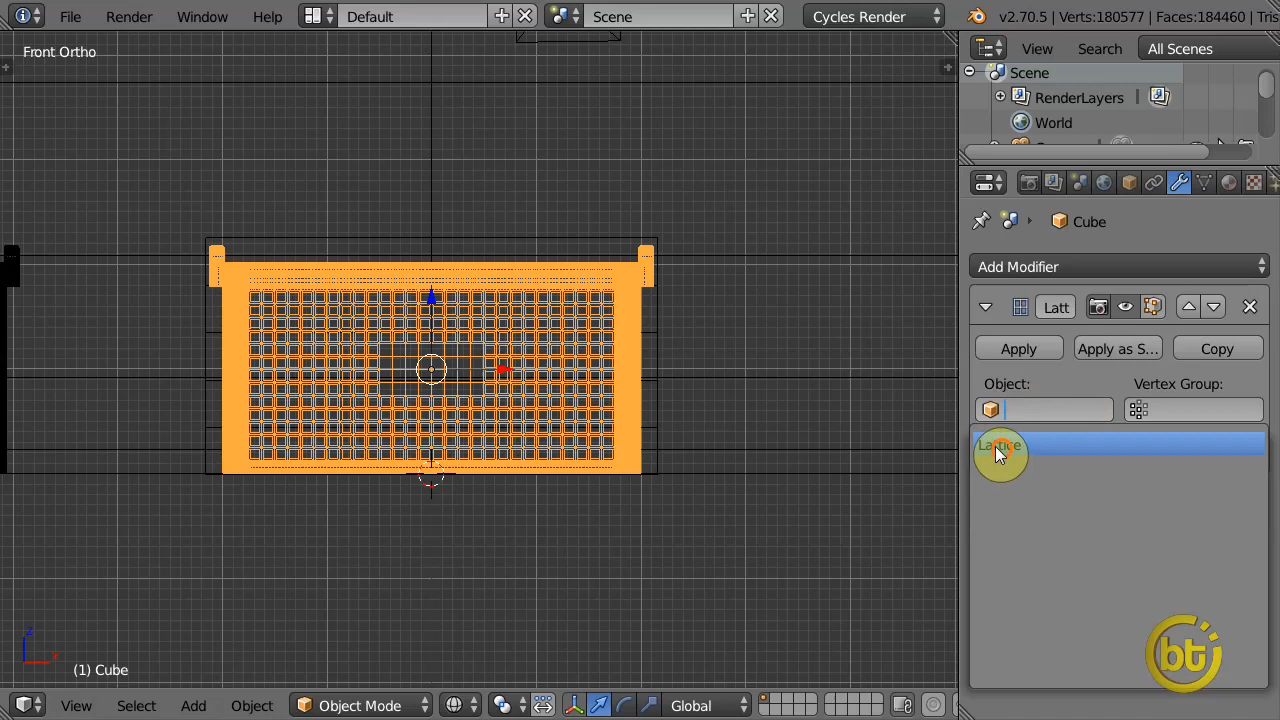 File Render Window Help Default Scene Cycles Render v2.70.5 | Verts:180577 | Faces:184460 | Tris
Front Ortho
View Search All Scenes
Scene
RenderLayers
World
Cube
Add Modifier
Latt
Apply Apply as S... Copy
Object: Vertex Group:
Lattice
z
x
(1) Cube
bt
View Select Add Object Object Mode Global